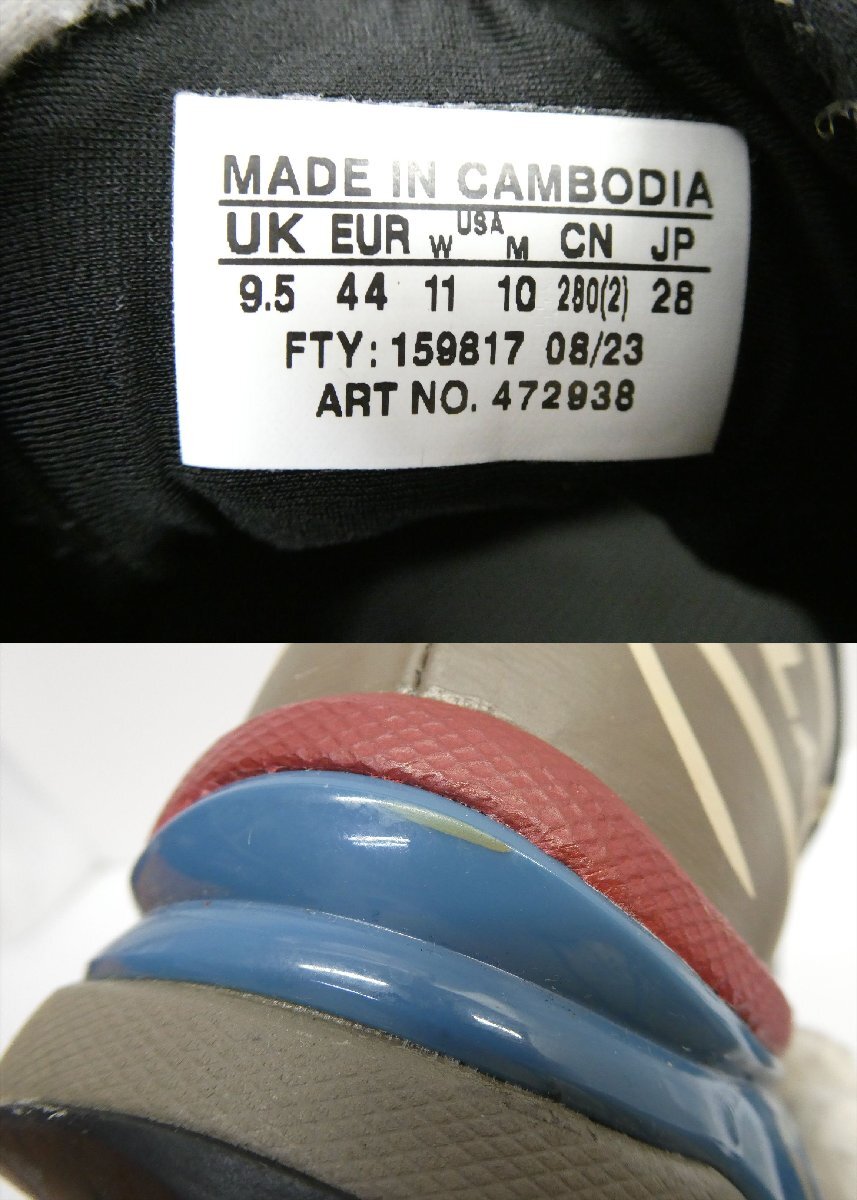 MADE IN CAMBODIA
UK EUR W USA M CN JP
9.5 44 11 10 280(2) 28
FTY: 159817 08/23
ART NO. 472938